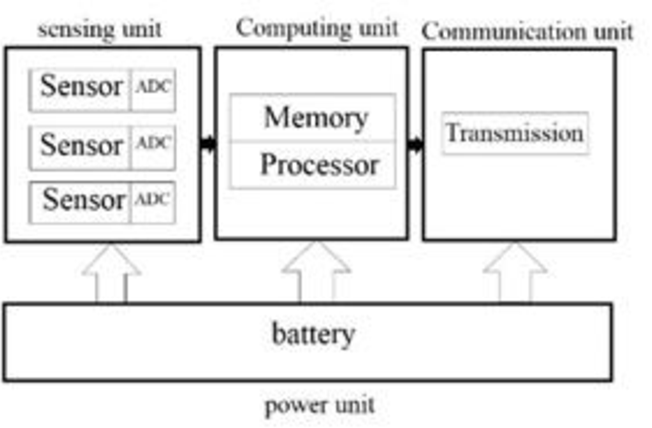 sensing unit
Computing unit
Communication unit
Sensor ADC
Sensor ADC
Sensor ADC
Memory
Processor
Transmission
battery
power unit